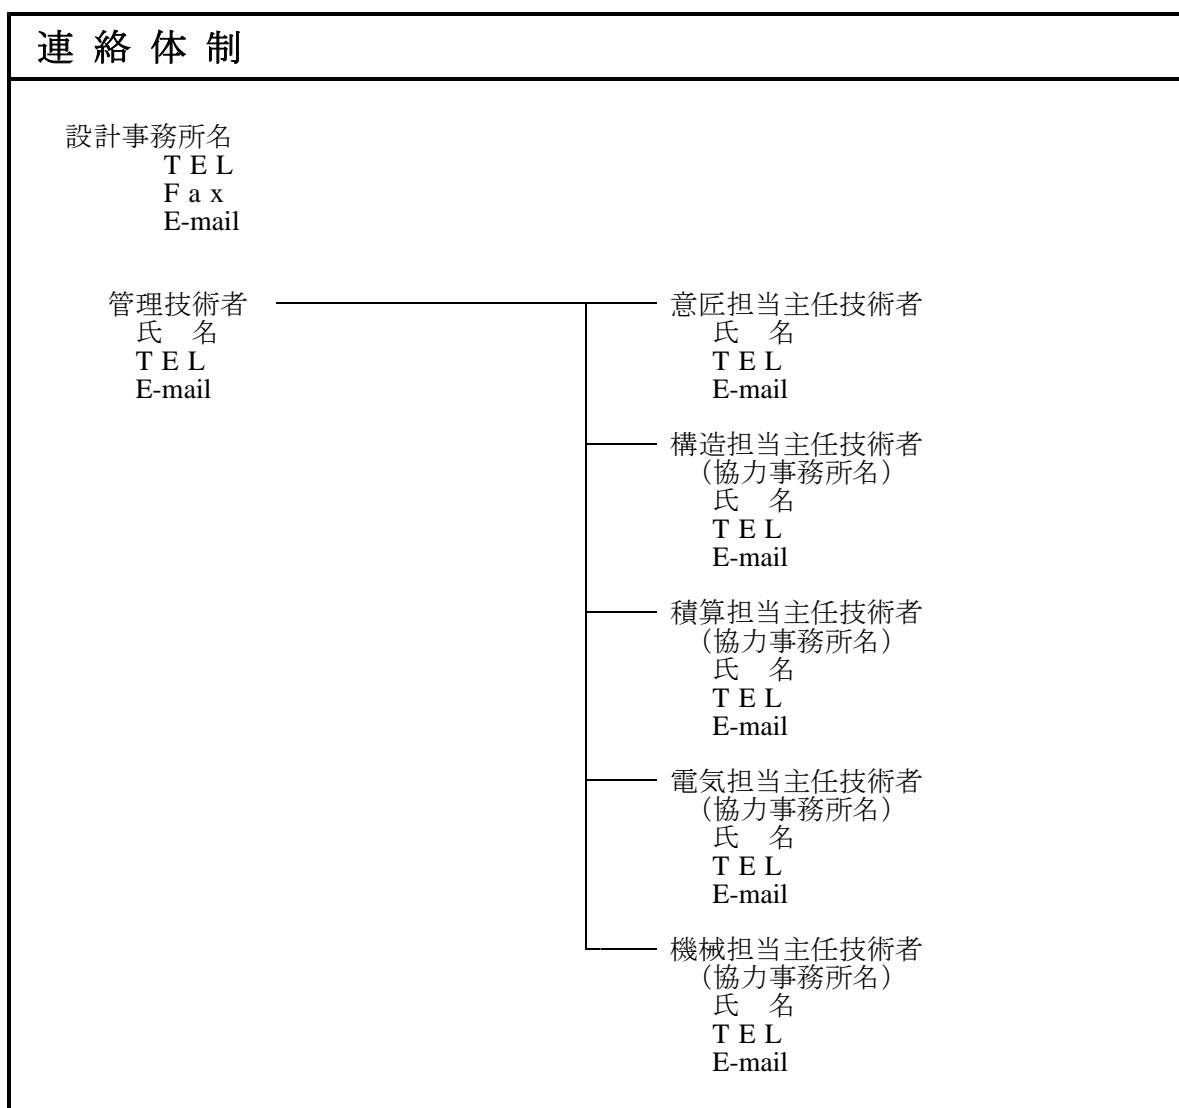 連 絡 体 制
設計事務所名
T E L
F a x
E-mail
管理技術者
氏　名
T E L
E-mail
意匠担当主任技術者
氏　名
T E L
E-mail
構造担当主任技術者
（協力事務所名）
氏　名
T E L
E-mail
積算担当主任技術者
（協力事務所名）
氏　名
T E L
E-mail
電気担当主任技術者
（協力事務所名）
氏　名
T E L
E-mail
機械担当主任技術者
（協力事務所名）
氏　名
T E L
E-mail